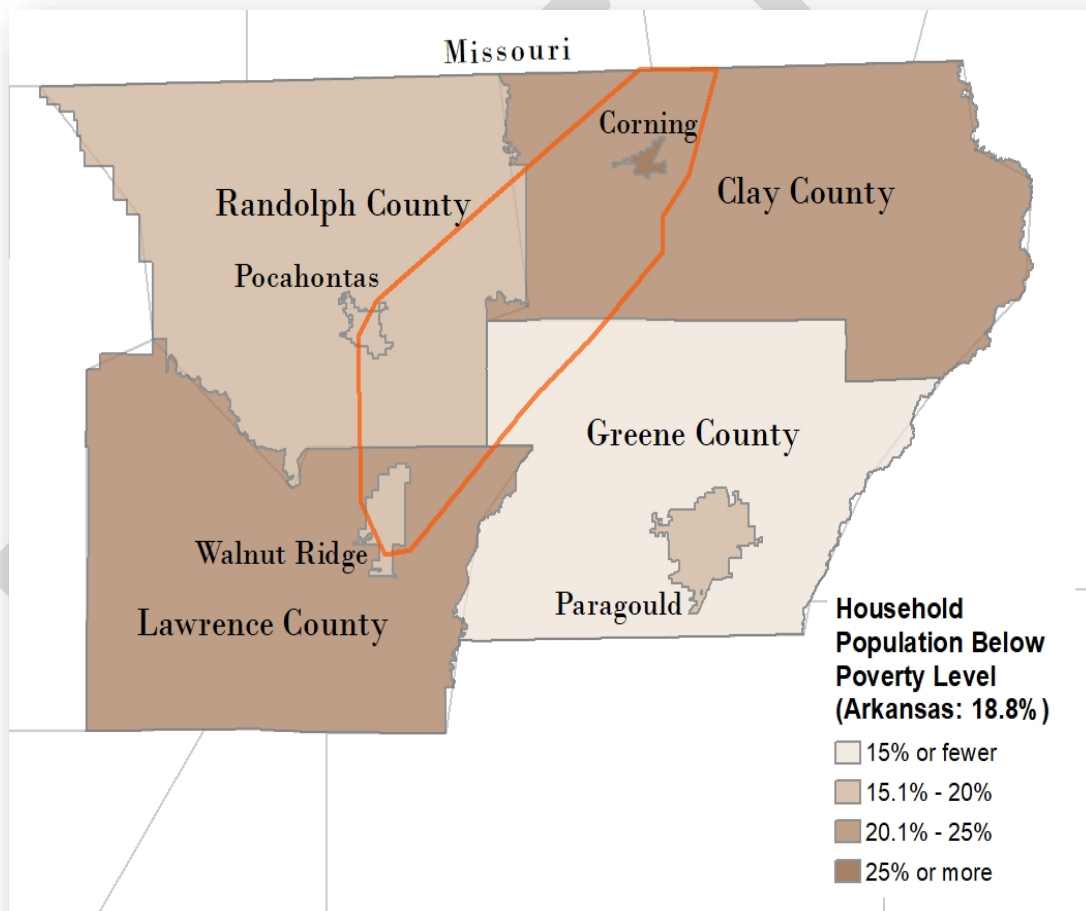 Missouri
Corning
Randolph County
Clay County
Pocahontas
Greene County
Walnut Ridge
Paragould
Lawrence County
Household
Population Below
Poverty Level
(Arkansas: 18.8%)
15% or fewer
15.1% - 20%
20.1% - 25%
25% or more